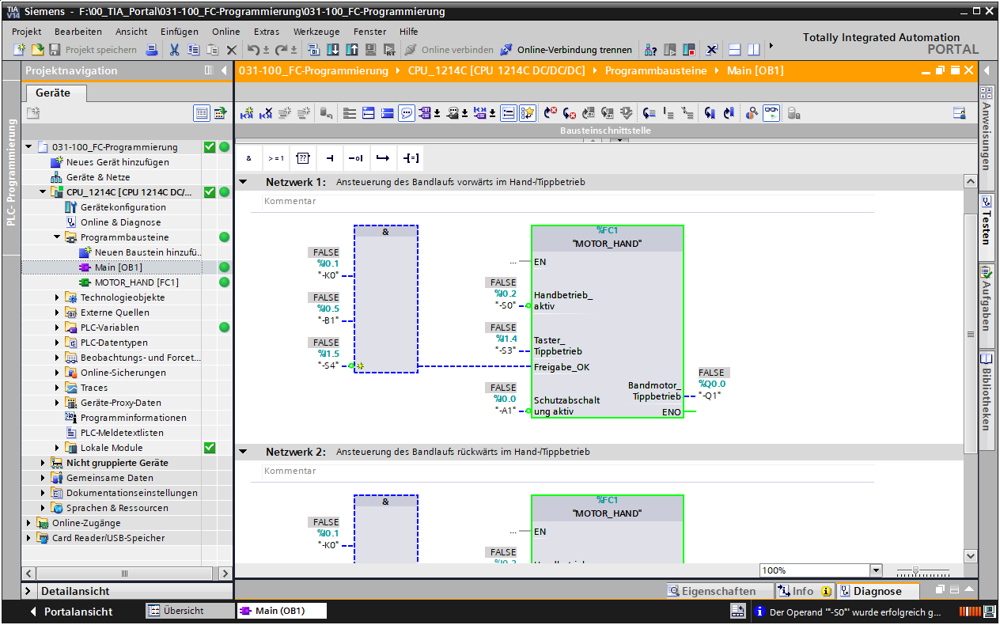 TIA V14 Siemens - F:\00_TIA_Portal\031-100_FC-Programmierung\031-100_FC-Programmierung
Projekt Bearbeiten Ansicht Einfügen Online Extras Werkzeuge Fenster Hilfe
Totally Integrated Automation
PORTAL
Projekt speichern Online verbinden Online-Verbindung trennen
Projektnavigation
031-100_FC-Programmierung CPU_1214C [CPU 1214C DC/DC/DC] Programmbausteine Main [OB1]
Geräte
PLC- Programmierung
031-100_FC-Programmierung
Neues Gerät hinzufügen
Geräte & Netze
CPU_1214C [CPU 1214C DC/...
Gerätekonfiguration
Online & Diagnose
Programmbausteine
Neuen Baustein hinzufü..
Main [OB1]
MOTOR_HAND [FC1]
Technologieobjekte
Externe Quellen
PLC-Variablen
PLC-Datentypen
Beobachtungs- und Forcet...
Online-Sicherungen
Traces
Geräte-Proxy-Daten
Programminformationen
PLC-Meldetextlisten
Lokale Module
Nicht gruppierte Geräte
Gemeinsame Daten
Dokumentationseinstellungen
Sprachen & Ressourcen
Online-Zugänge
Card Reader/USB-Speicher
Detailansicht
Bausteinschnittstelle
& >=1 ??
Netzwerk 1: Ansteuerung des Bandlaufs vorwärts im Hand-/Tippbetrieb
Kommentar
&
FALSE
%I0.1
"-K0"
FALSE
%I0.5
"-B1"
FALSE
%I1.5
"-S4"
%FC1
"MOTOR_HAND"
... EN
FALSE
%I0.2
"-S0"
Handbetrieb_
aktiv
FALSE
%I1.4
"-S3"
Taster_
Tippbetrieb
Freigabe_OK
FALSE
%I0.0
"-A1"
Schutzabschalt
ung aktiv
Bandmotor_
Tippbetrieb
FALSE
%Q0.0
"-Q1"
ENO
Netzwerk 2: Ansteuerung des Bandlaufs rückwärts im Hand-/Tippbetrieb
Kommentar
&
FALSE
%I0.1
"-K0"
%FC1
"MOTOR_HAND"
... EN
FALSE
100%
Anweisungen
Testen
Aufgaben
Bibliotheken
Eigenschaften Info Diagnose
Portalansicht Übersicht Main (OB1) Der Operand '"-S0"' wurde erfolgreich g...